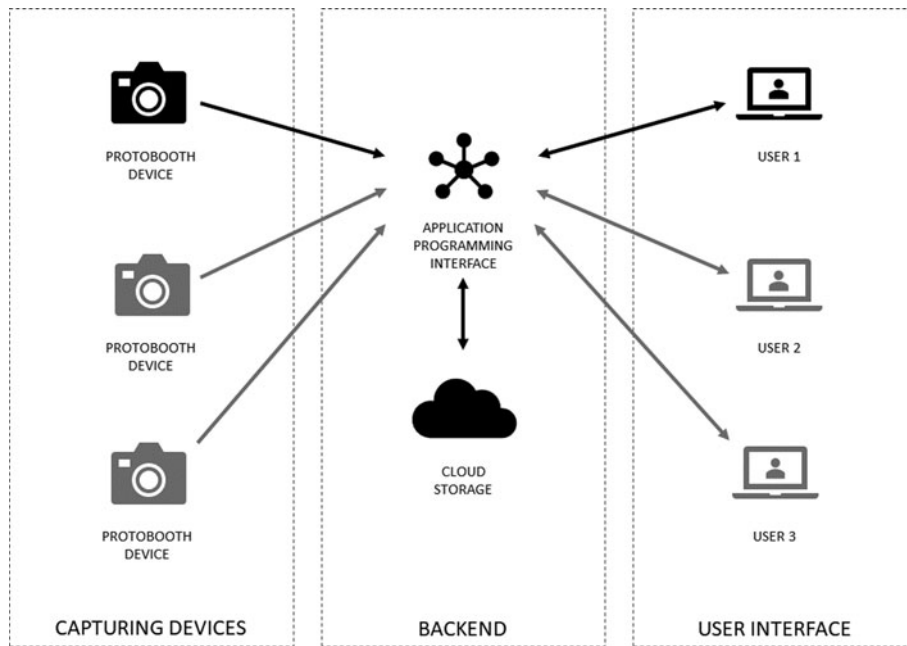 PROTOBOOTH
DEVICE
PROTOBOOTH
DEVICE
PROTOBOOTH
DEVICE
CAPTURING DEVICES
APPLICATION
PROGRAMMING
INTERFACE
CLOUD
STORAGE
BACKEND
USER 1
USER 2
USER 3
USER INTERFACE